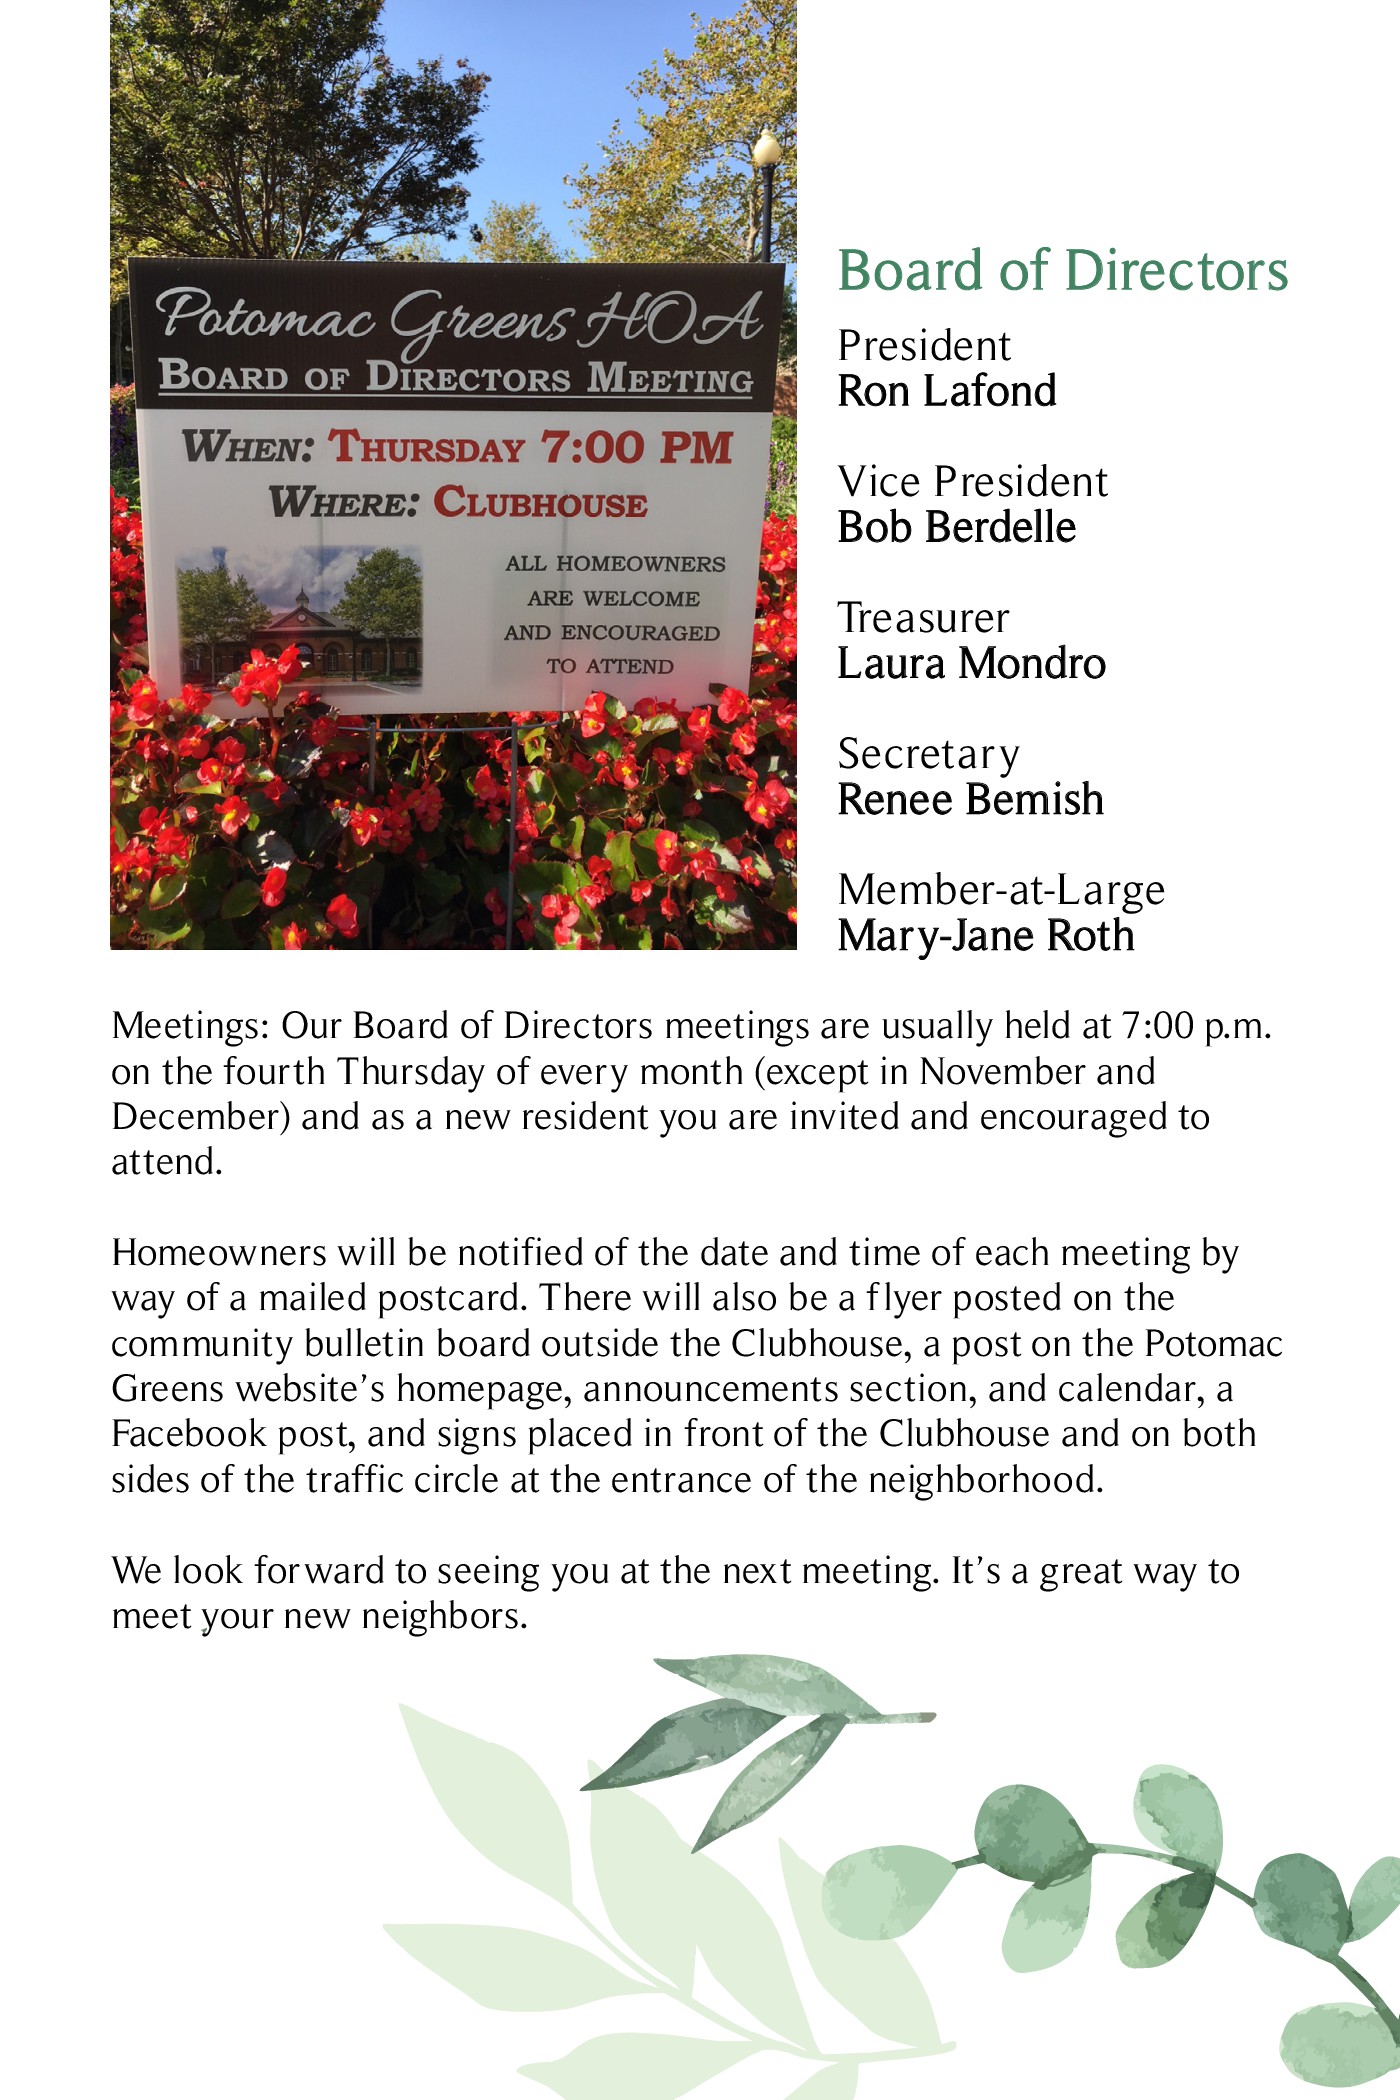 Potomac Greens HOA
Board of Directors Meeting
When: Thursday 7:00 PM
Where: Clubhouse
ALL HOMEOWNERS
ARE WELCOME
AND ENCOURAGED
TO ATTEND
Board of Directors
President
Ron Lafond
Vice President
Bob Berdelle
Treasurer
Laura Mondro
Secretary
Renee Bemish
Member-at-Large
Mary-Jane Roth
Meetings: Our Board of Directors meetings are usually held at 7:00 p.m.
on the fourth Thursday of every month (except in November and
December) and as a new resident you are invited and encouraged to
attend.
Homeowners will be notified of the date and time of each meeting by
way of a mailed postcard. There will also be a flyer posted on the
community bulletin board outside the Clubhouse, a post on the Potomac
Greens website’s homepage, announcements section, and calendar, a
Facebook post, and signs placed in front of the Clubhouse and on both
sides of the traffic circle at the entrance of the neighborhood.
We look forward to seeing you at the next meeting. It’s a great way to
meet your new neighbors.